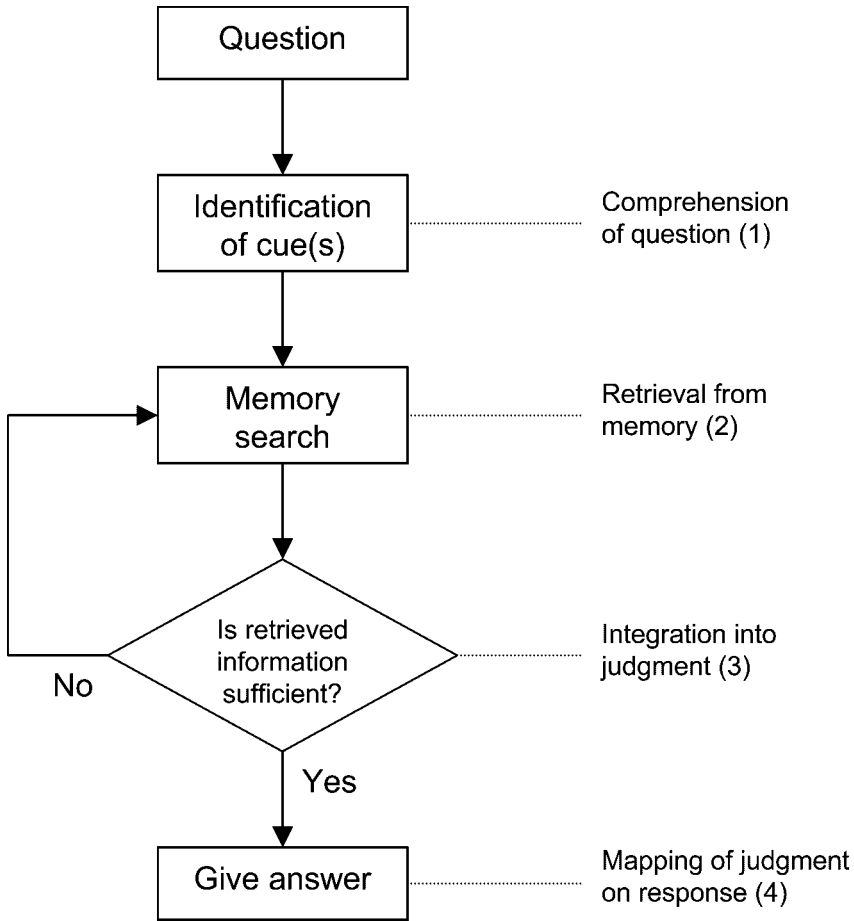 Question
Identification
of cue(s)
Comprehension
of question (1)
Memory
search
Retrieval from
memory (2)
Is retrieved
information
sufficient?
Integration into
judgment (3)
No
Yes
Give answer
Mapping of judgment
on response (4)